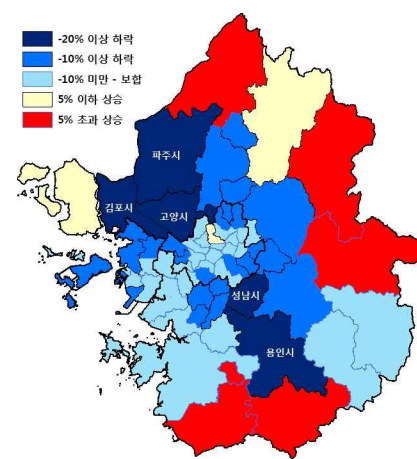 -20% 이상 하락
-10% 이상 하락
-10% 미만 - 보합
5% 이하 상승
5% 초과 상승
파주시
김포시
고양시
성남시
용인시